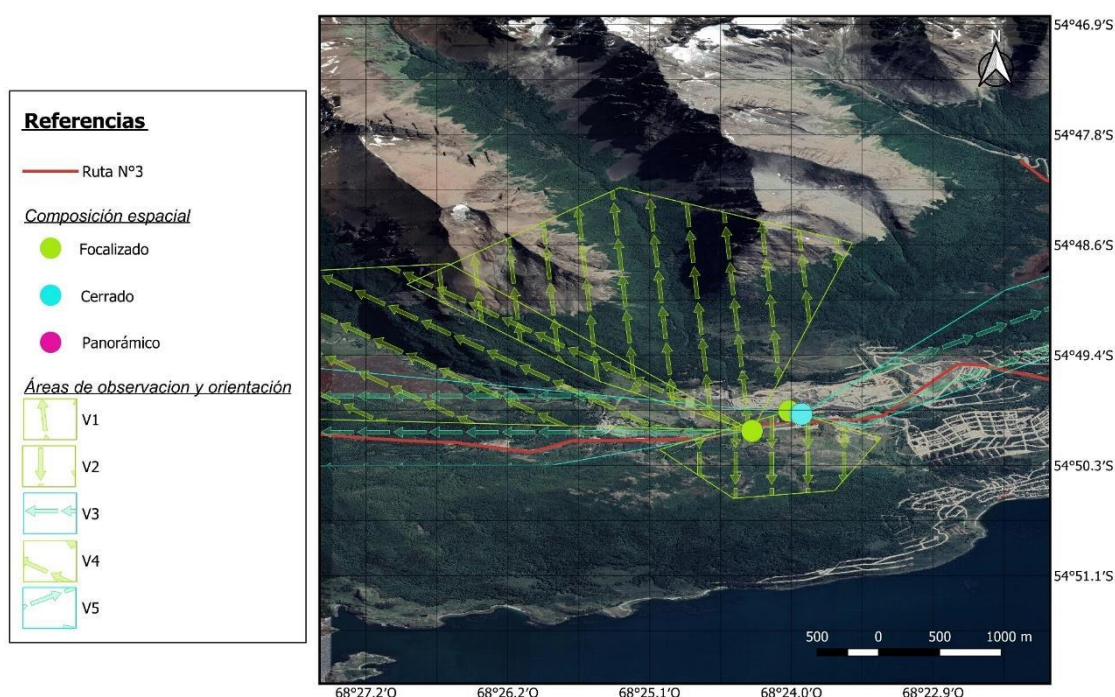 Referencias
Ruta N°3
Composición espacial
Focalizado
Cerrado
Panorámico
Áreas de observacion y orientación
V1
V2
V3
V4
V5
N
54°46.9'S
54°47.8'S
54°48.6'S
54°49.4'S
54°50.3'S
54°51.1'S
500 0 500 1000 m
68°27.2'O 68°26.2'O 68°25.1'O 68°24.0'O 68°22.9'O